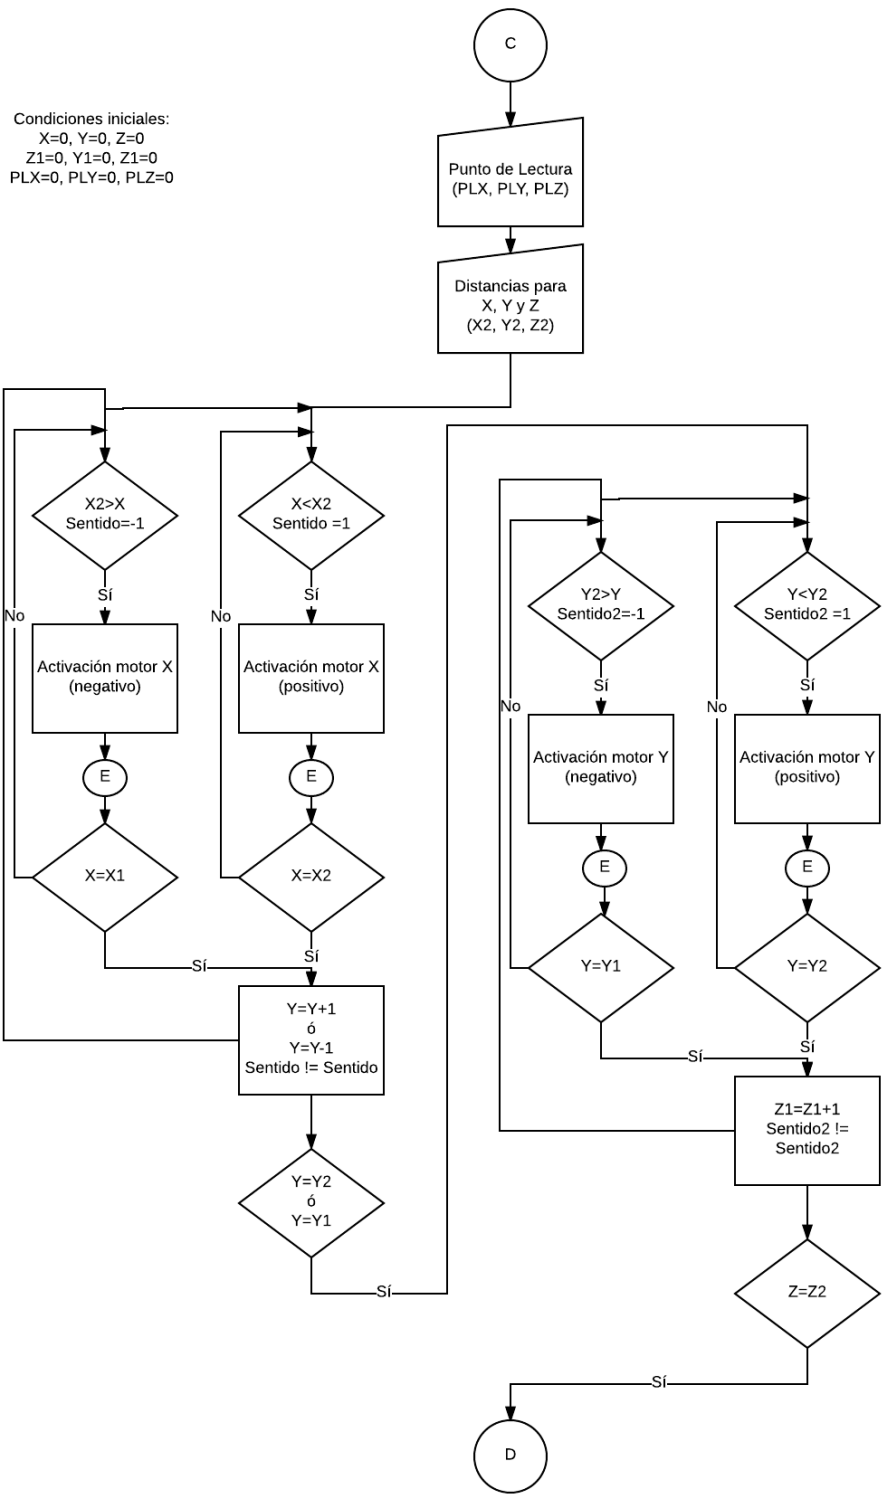 C
Condiciones iniciales:
X=0, Y=0, Z=0
Z1=0, Y1=0, Z1=0
PLX=0, PLY=0, PLZ=0
Punto de Lectura
(PLX, PLY, PLZ)
Distancias para
X, Y y Z
(X2, Y2, Z2)
X2>X
Sentido=-1
Sí
No
Activación motor X
(negativo)
E
X=X1
Sí
X<X2
Sentido =1
Sí
No
Activación motor X
(positivo)
E
X=X2
Sí
Y=Y+1
ó
Y=Y-1
Sentido != Sentido
Y=Y2
ó
Y=Y1
Sí
Y2>Y
Sentido2=-1
Sí
No
Activación motor Y
(negativo)
E
Y=Y1
Sí
Y<Y2
Sentido2 =1
Sí
No
Activación motor Y
(positivo)
E
Y=Y2
Sí
Z1=Z1+1
Sentido2 !=
Sentido2
Z=Z2
Sí
D